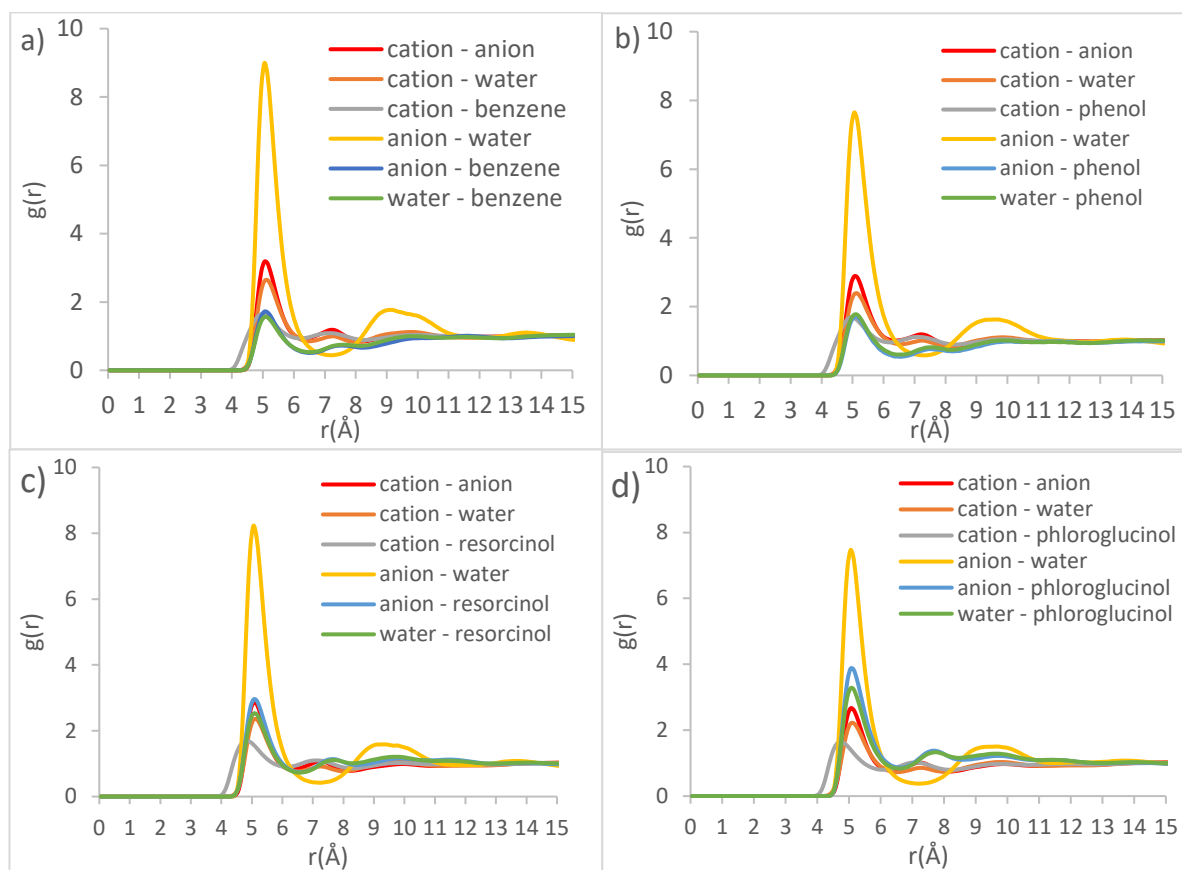 a)
10
8
6
4
2
0
g(r)
cation - anion
cation - water
cation - benzene
anion - water
anion - benzene
water - benzene
0 1 2 3 4 5 6 7 8 9 10 11 12 13 14 15
r(Å)
b)
10
8
6
4
2
0
g(r)
cation - anion
cation - water
cation - phenol
anion - water
anion - phenol
water - phenol
0 1 2 3 4 5 6 7 8 9 10 11 12 13 14 15
r(Å)
c)
10
8
6
4
2
0
g(r)
cation - anion
cation - water
cation - resorcinol
anion - water
anion - resorcinol
water - resorcinol
0 1 2 3 4 5 6 7 8 9 10 11 12 13 14 15
r(Å)
d)
10
8
6
4
2
0
g(r)
cation - anion
cation - water
cation - phloroglucinol
anion - water
anion - phloroglucinol
water - phloroglucinol
0 1 2 3 4 5 6 7 8 9 10 11 12 13 14 15
r(Å)